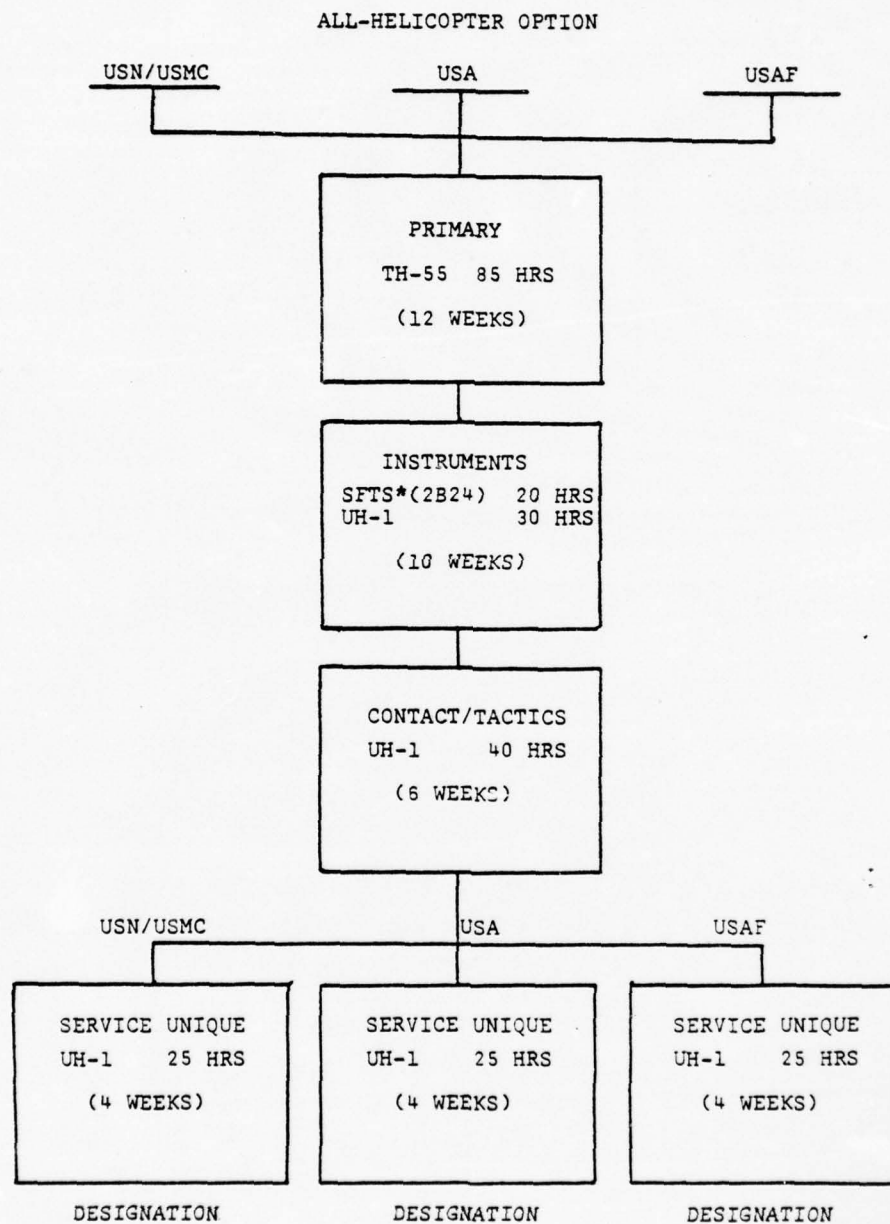 ALL-HELICOPTER OPTION
USN/USMC USA USAF
PRIMARY
TH-55 85 HRS
(12 WEEKS)
INSTRUMENTS
SFTS*(2B24) 20 HRS
UH-1 30 HRS
(10 WEEKS)
CONTACT/TACTICS
UH-1 40 HRS
(6 WEEKS)
USN/USMC USA USAF
SERVICE UNIQUE
UH-1 25 HRS
(4 WEEKS)
SERVICE UNIQUE
UH-1 25 HRS
(4 WEEKS)
SERVICE UNIQUE
UH-1 25 HRS
(4 WEEKS)
DESIGNATION DESIGNATION DESIGNATION